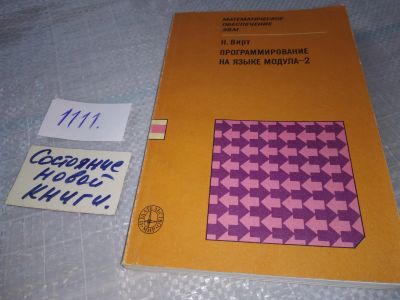 МАТЕМАТИЧЕСКОЕ
ОБЕСПЕЧЕНИЕ
ЭВМ
Н. Вирт
ПРОГРАММИРОВАНИЕ
НА ЯЗЫКЕ МОДУЛА-2
1111.
Состояние
новой
книги.